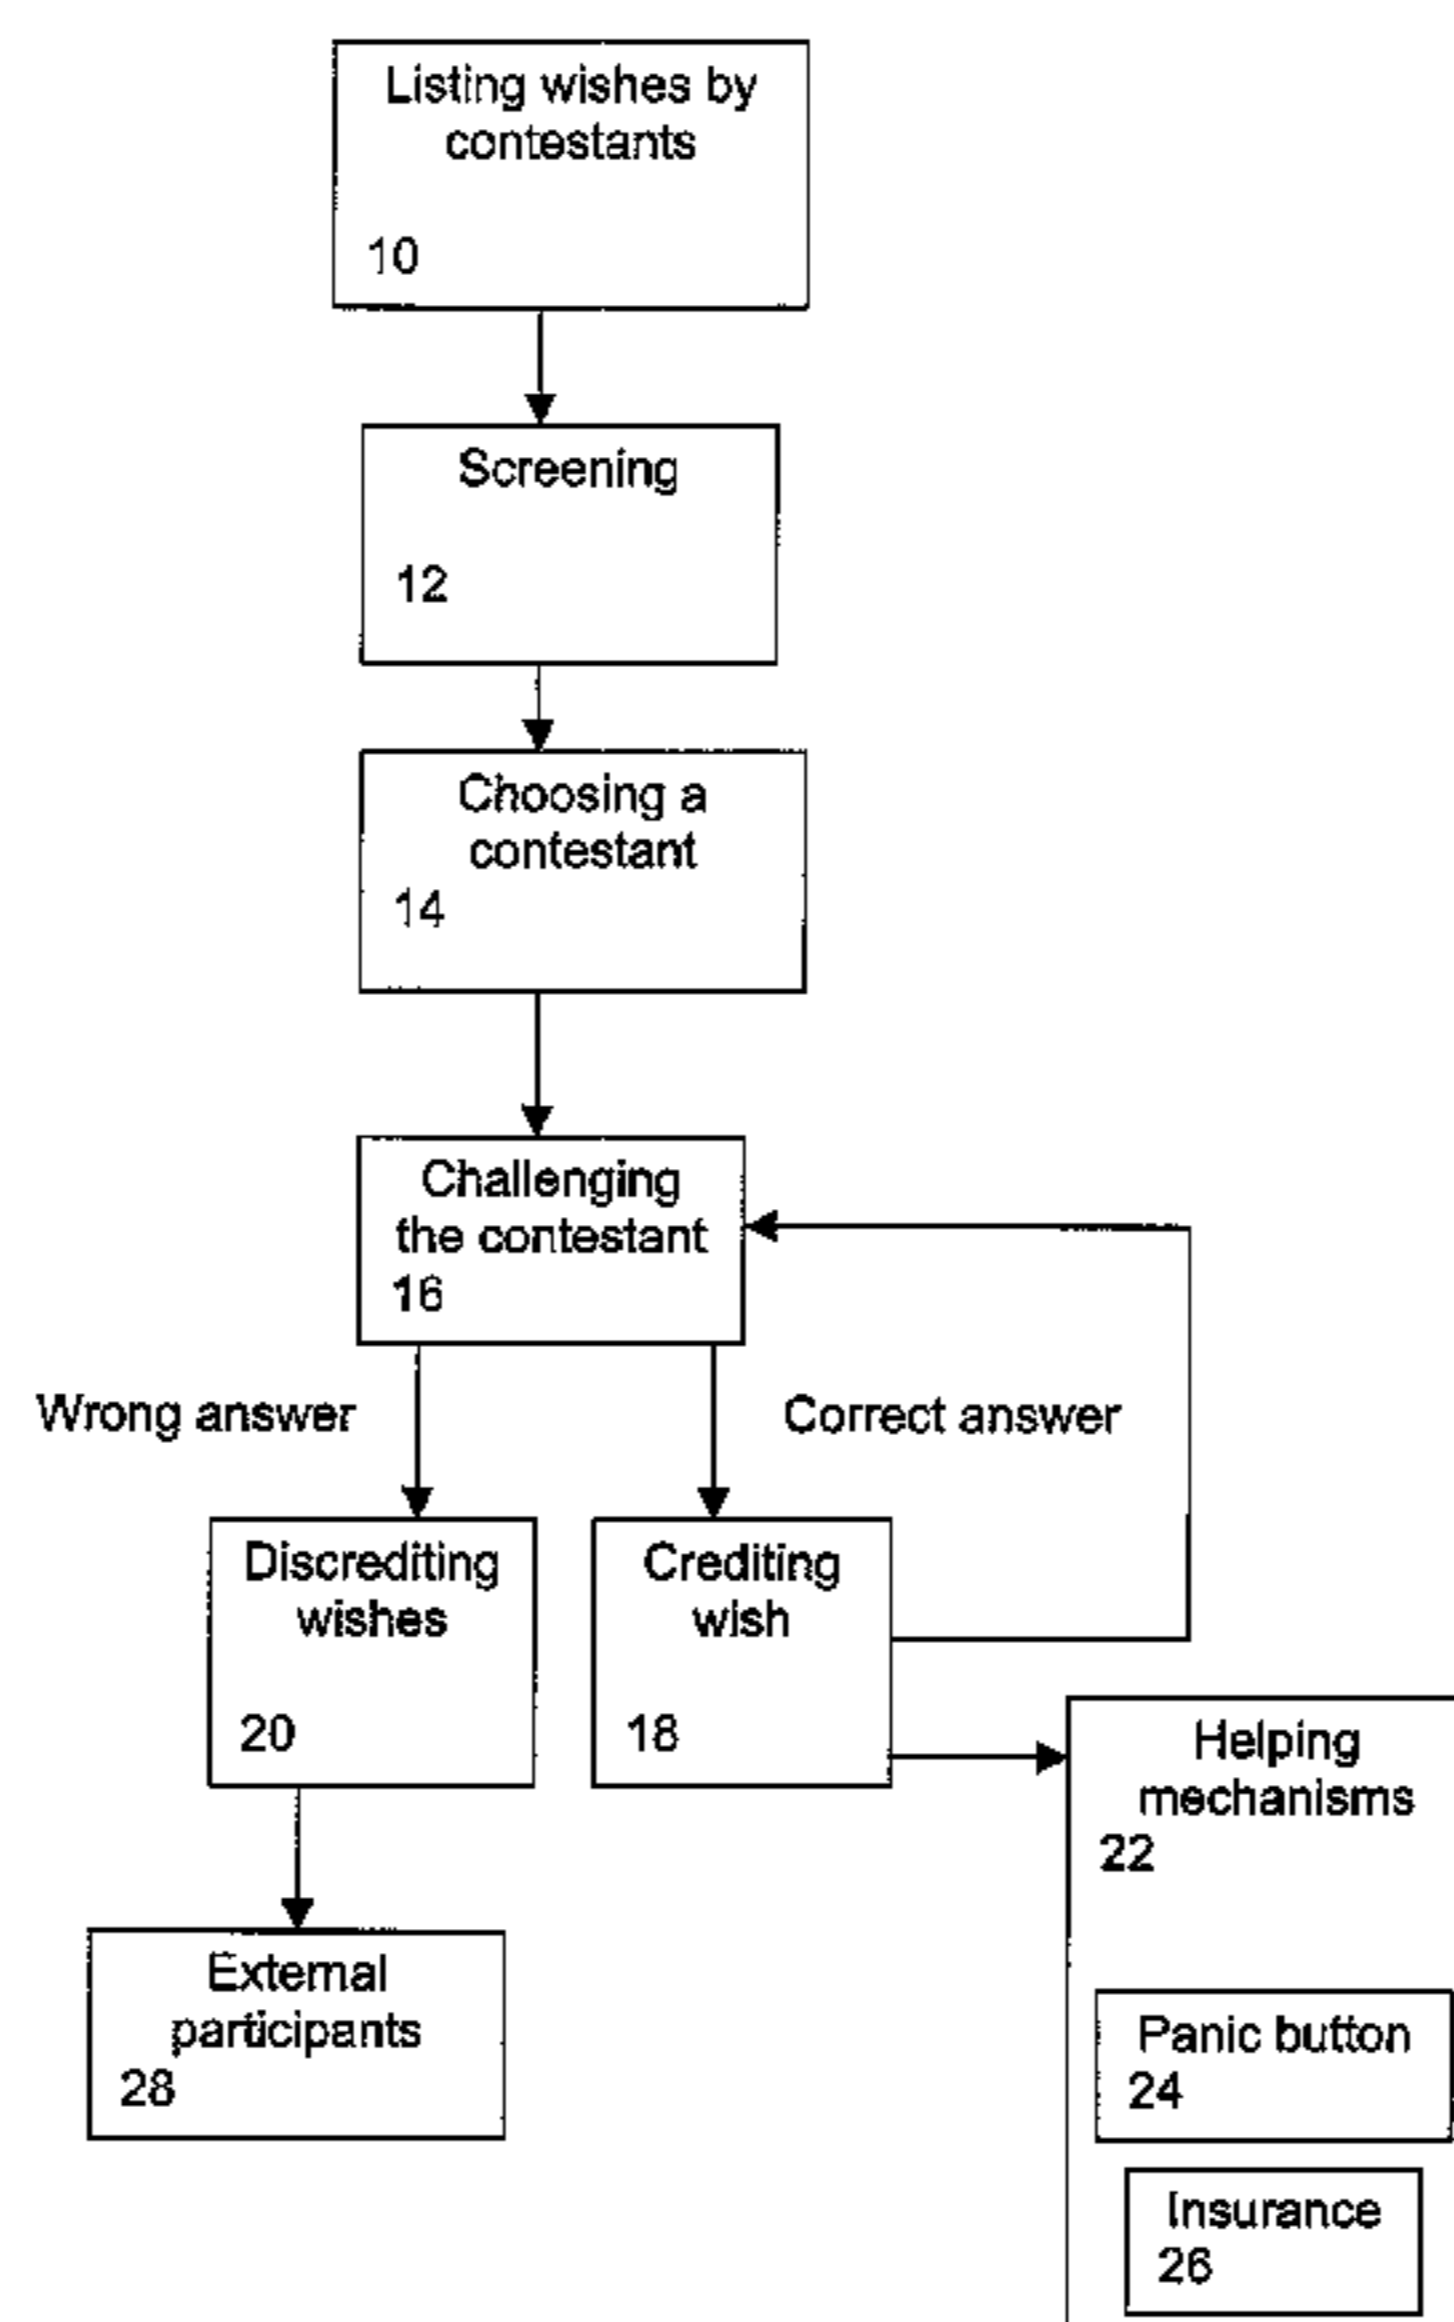 Listing wishes by
contestants
10
Screening
12
Choosing a
contestant
14
Challenging
the contestant
16
Wrong answer
Correct answer
Discrediting
wishes
20
Crediting
wish
18
Helping
mechanisms
22
External
participants
28
Panic button
24
Insurance
26